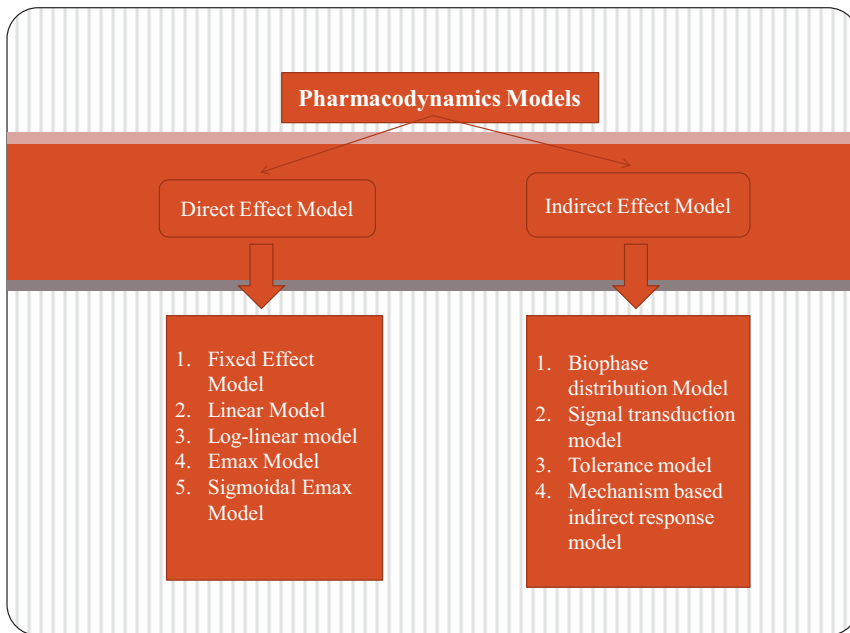 Pharmacodynamics Models
Direct Effect Model
Indirect Effect Model
1. Fixed Effect
Model
2. Linear Model
3. Log-linear model
4. Emax Model
5. Sigmoidal Emax
Model
1. Biophase
distribution Model
2. Signal transduction
model
3. Tolerance model
4. Mechanism based
indirect response
model